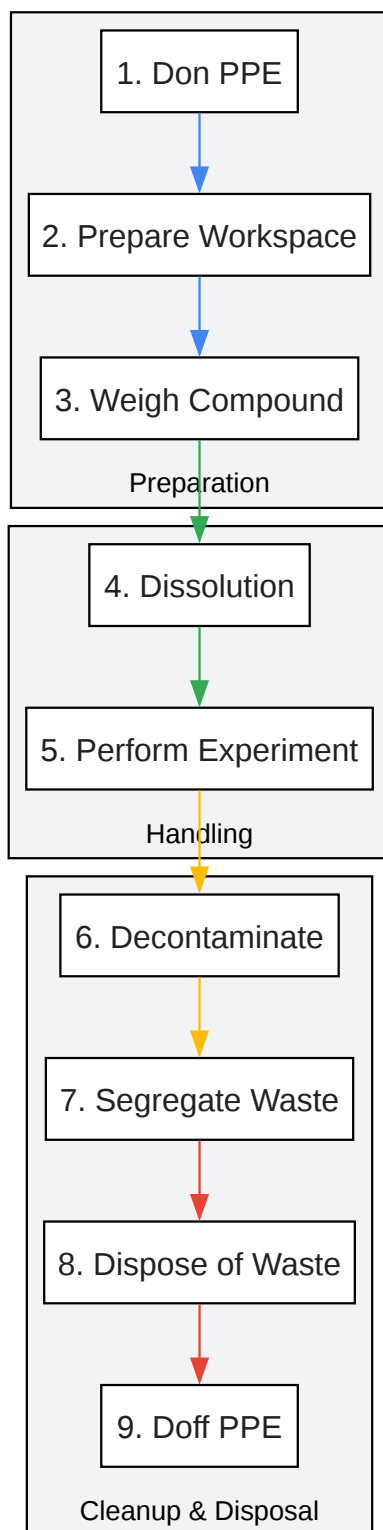 1. Don PPE
2. Prepare Workspace
3. Weigh Compound
Preparation
4. Dissolution
5. Perform Experiment
Handling
6. Decontaminate
7. Segregate Waste
8. Dispose of Waste
9. Doff PPE
Cleanup & Disposal